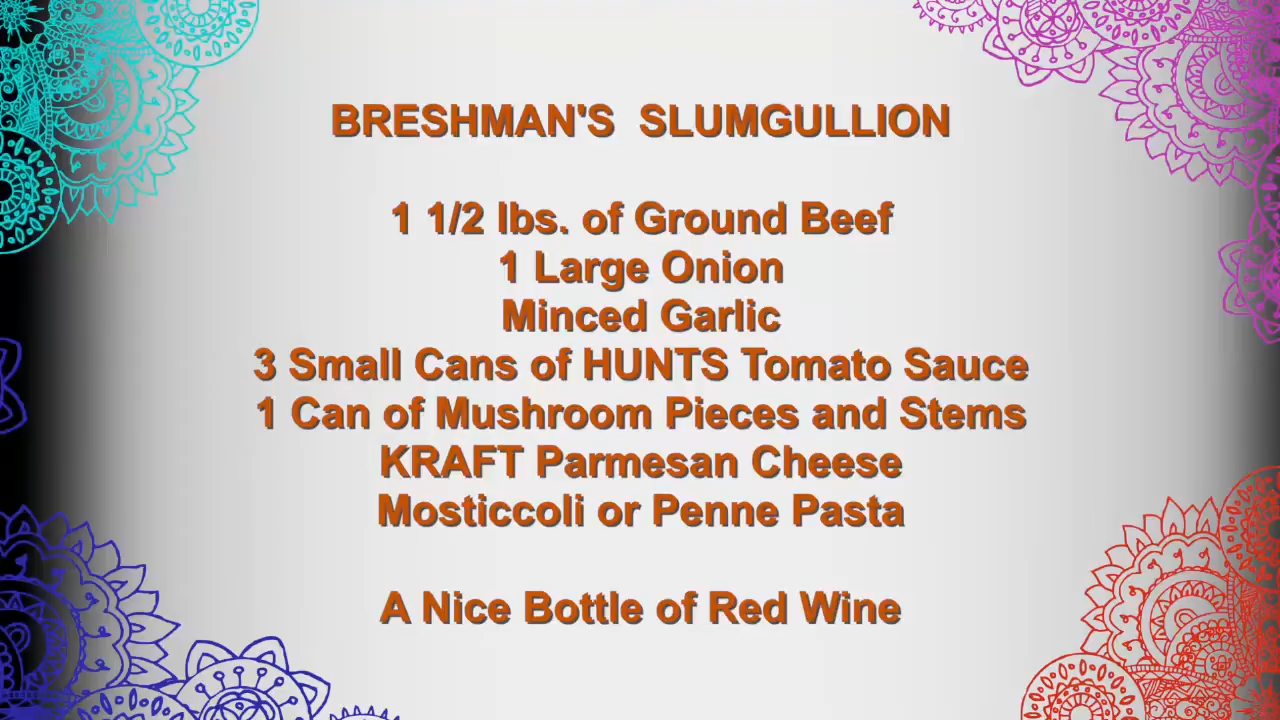 BRESHMAN'S SLUMGULLION
1 1/2 lbs. of Ground Beef
1 Large Onion
Minced Garlic
3 Small Cans of HUNTS Tomato Sauce
1 Can of Mushroom Pieces and Stems
KRAFT Parmesan Cheese
Mosticcoli or Penne Pasta
A Nice Bottle of Red Wine